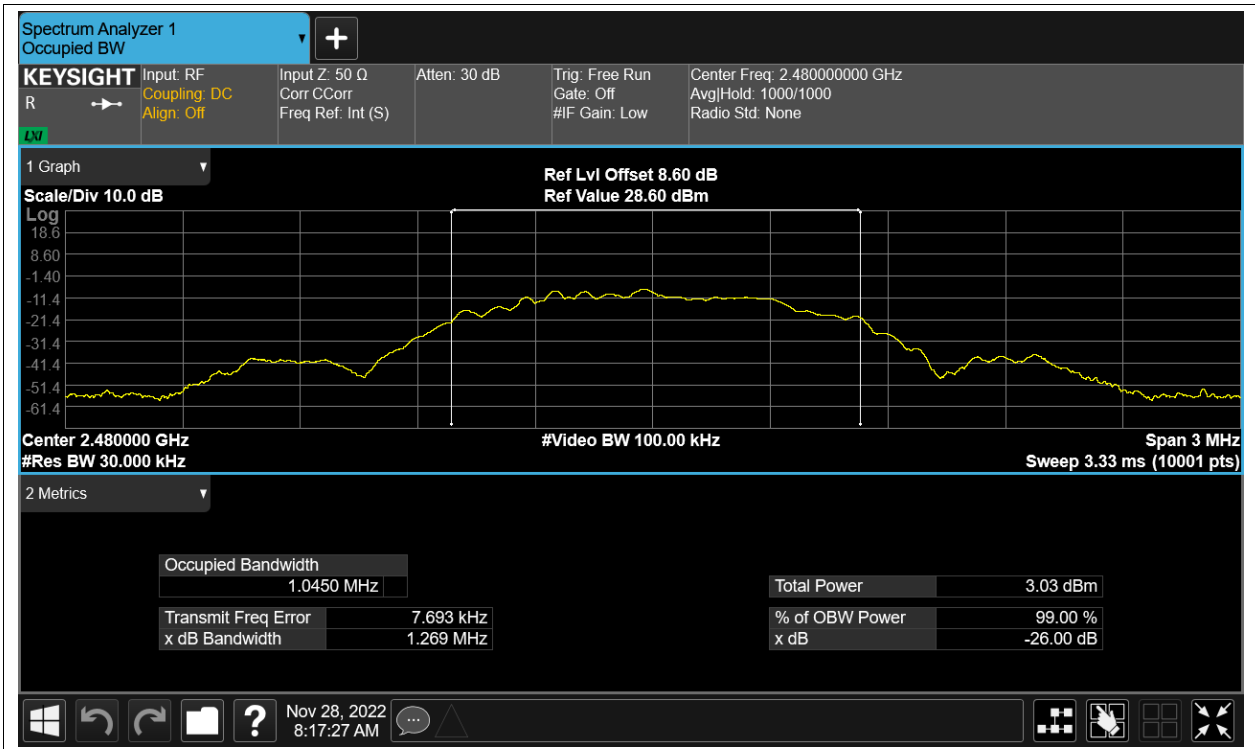 Spectrum Analyzer 1
Occupied BW
KEYSIGHT
R
LXI
Input: RF
Coupling: DC
Align: Off
Input Z: 50 Ω
Corr CCorr
Freq Ref: Int (S)
Atten: 30 dB
Trig: Free Run
Gate: Off
#IF Gain: Low
Center Freq: 2.480000000 GHz
Avg|Hold: 1000/1000
Radio Std: None
1 Graph
Scale/Div 10.0 dB
Ref Lvl Offset 8.60 dB
Ref Value 28.60 dBm
Log
18.6
8.60
-1.40
-11.4
-21.4
-31.4
-41.4
-51.4
-61.4
Center 2.480000 GHz
#Video BW 100.00 kHz
Span 3 MHz
#Res BW 30.000 kHz
Sweep 3.33 ms (10001 pts)
2 Metrics
Occupied Bandwidth
1.0450 MHz
Total Power 3.03 dBm
Transmit Freq Error 7.693 kHz
% of OBW Power 99.00 %
x dB Bandwidth 1.269 MHz
x dB -26.00 dB
?
Nov 28, 2022
8:17:27 AM